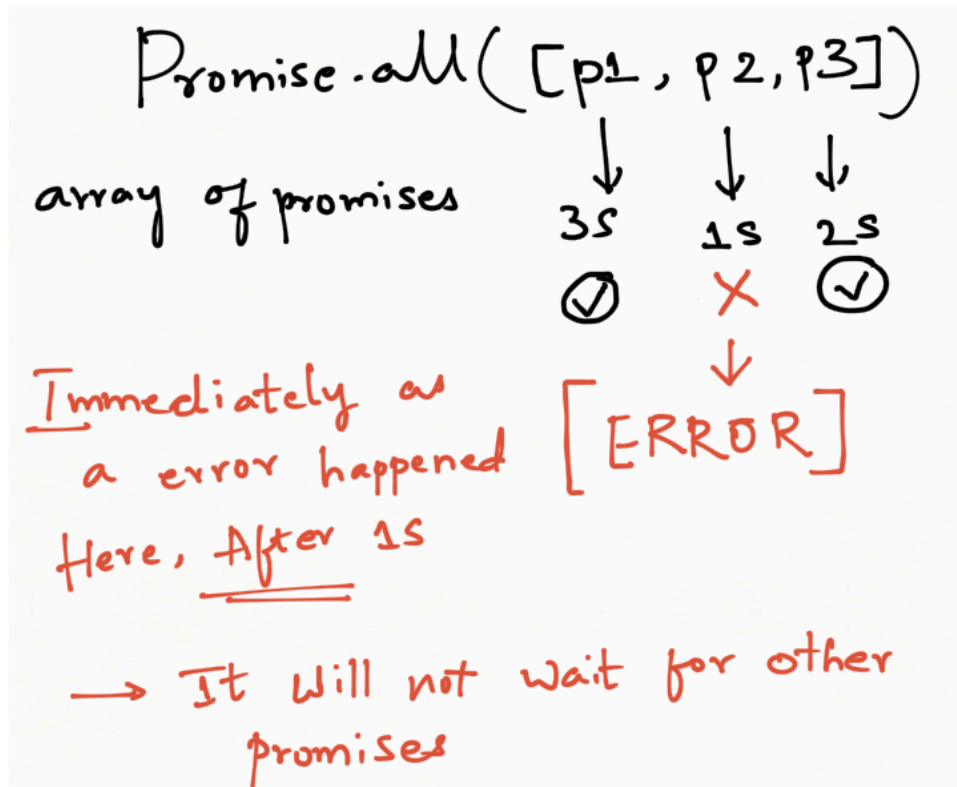 Promise.all([p1, p2, p3])
↓ ↓ ↓
array of promises
3s 1s 2s
✓ X ✓
↓
Immediately as
a error happened
[ERROR]
Here, After 1s
→ It will not wait for other
promises